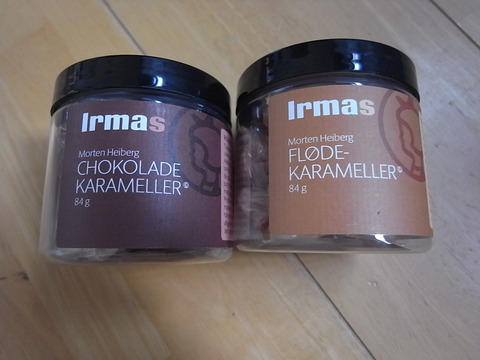 Irmas
Morten Heiberg
CHOKOLADE
KARAMELLER©
84 g
Irmas
Morten Heiberg
FLØDE-
KARAMELLER©
84 g